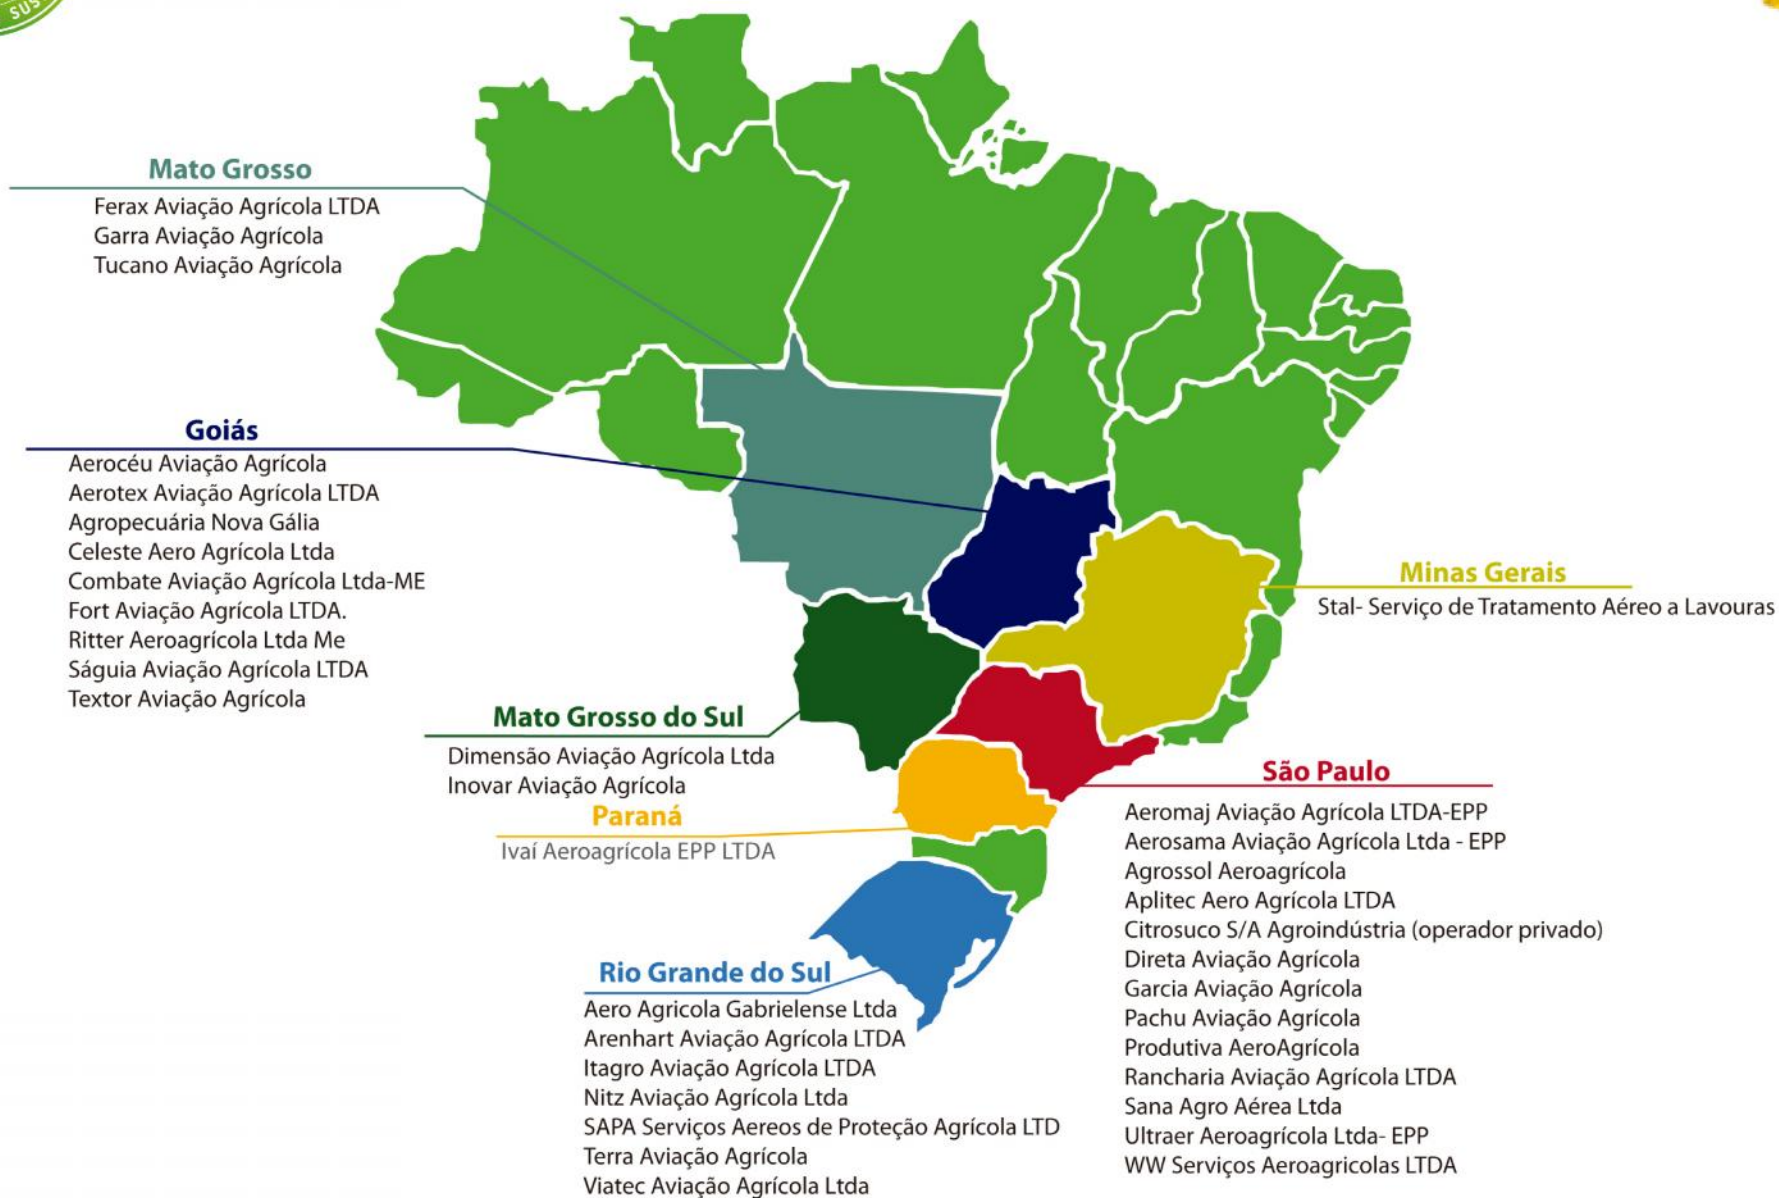 SUS
Mato Grosso
Ferax Aviação Agrícola LTDA
Garra Aviação Agrícola
Tucano Aviação Agrícola
Goiás
Aerocéu Aviação Agrícola
Aerotex Aviação Agrícola LTDA
Agropecuária Nova Gália
Celeste Aero Agrícola Ltda
Combate Aviação Agrícola Ltda-ME
Fort Aviação Agrícola LTDA.
Ritter Aeroagrícola Ltda Me
Ságuia Aviação Agrícola LTDA
Textor Aviação Agrícola
Minas Gerais
Stal- Serviço de Tratamento Aéreo a Lavouras
Mato Grosso do Sul
Dimensão Aviação Agrícola Ltda
Inovar Aviação Agrícola
Paraná
Ivaí Aeroagrícola EPP LTDA
São Paulo
Aeromaj Aviação Agrícola LTDA-EPP
Aerosama Aviação Agrícola Ltda - EPP
Agrossol Aeroagrícola
Aplitec Aero Agrícola LTDA
Citrosuco S/A Agroindústria (operador privado)
Direta Aviação Agrícola
Garcia Aviação Agrícola
Pachu Aviação Agrícola
Produtiva AeroAgrícola
Rancharia Aviação Agrícola LTDA
Sana Agro Aérea Ltda
Ultraer Aeroagrícola Ltda- EPP
WW Serviços Aeroagricolas LTDA
Rio Grande do Sul
Aero Agricola Gabrielense Ltda
Arenhart Aviação Agrícola LTDA
Itagro Aviação Agrícola LTDA
Nitz Aviação Agrícola Ltda
SAPA Serviços Aereos de Proteção Agrícola LTD
Terra Aviação Agrícola
Viatec Aviação Agrícola Ltda